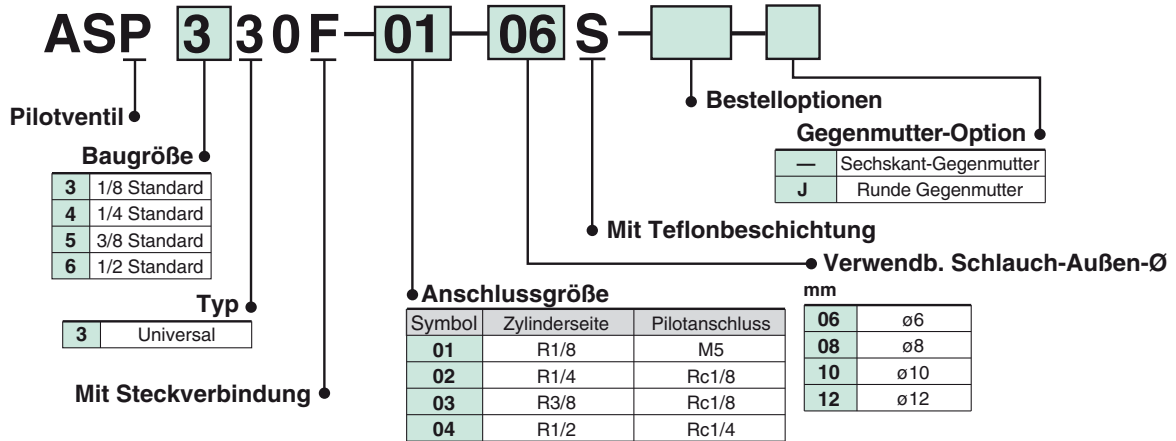 ASP 3 3 0 F - 01 - 06 S -
Pilotventil
Baugröße
3 1/8 Standard
4 1/4 Standard
5 3/8 Standard
6 1/2 Standard
Typ
3 Universal
Mit Steckverbindung
Anschlussgröße
Symbol Zylinderseite Pilotanschluss
01 R1/8 M5
02 R1/4 Rc1/8
03 R3/8 Rc1/8
04 R1/2 Rc1/4
Verwendb. Schlauch-Außen-Ø
mm
06 ø6
08 ø8
10 ø10
12 ø12
Mit Teflonbeschichtung
Bestelloptionen
Gegenmutter-Option
— Sechskant-Gegenmutter
J Runde Gegenmutter